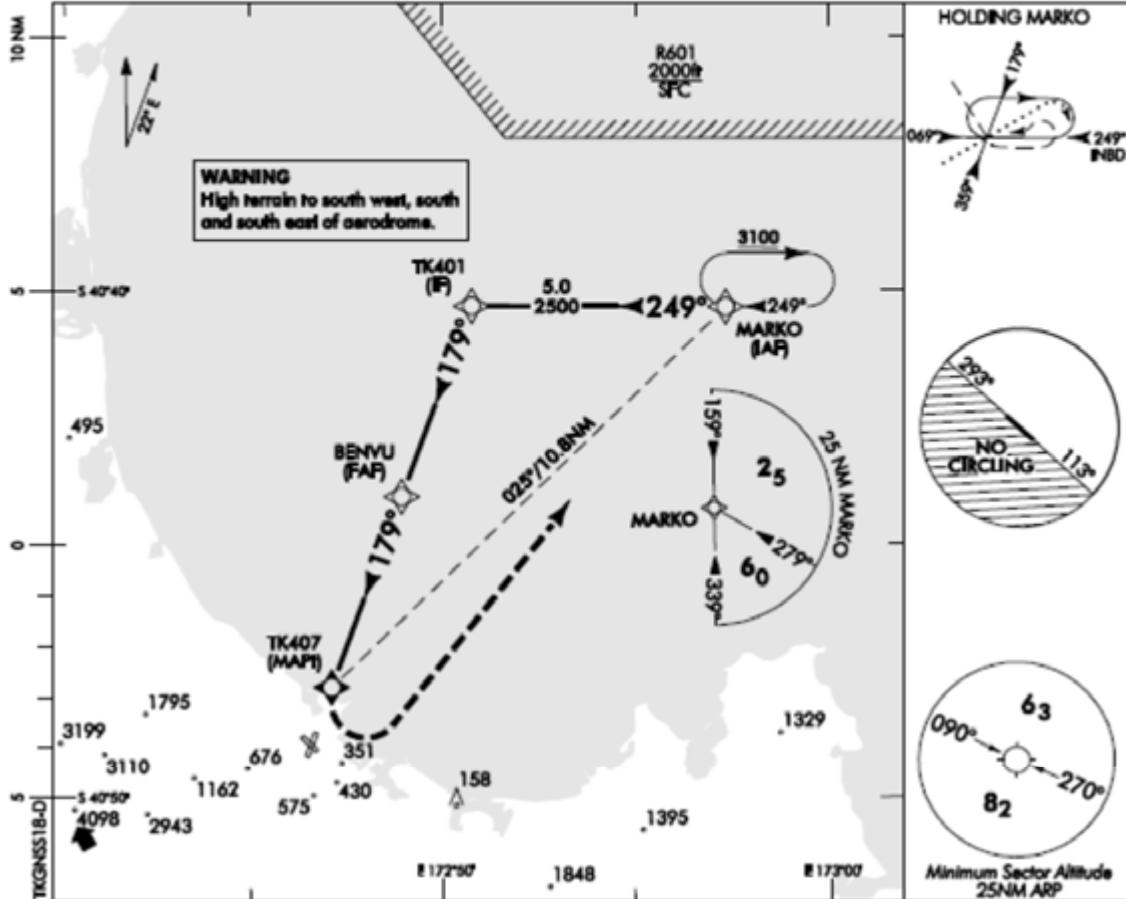 10 NM
22° E
R601
2000ft
SFC
WARNING
High terrain to south west, south
and south east of aerodrome.
TK401
(IF)
5.0
2500
249°
3100
249°
MARKO
(IAF)
5
S 40°40'
179°
495
BENVU
(FAF)
025°/10.8NM
159°
25
25 NM MARKO
MARKO
279°
60
339°
0
179°
TK407
(MAPt)
1795
3199
3110
676
351
1329
1162
575
430
158
5
S 40°50'
4098
2943
1395
E 172°50'
1848
E 173°00'
TKGNSS18-D
HOLDING MARKO
179°
069°
249°
INBD
359°
293°
NO
CIRCLING
113°
63
090°
270°
82
Minimum Sector Altitude
25NM ARP